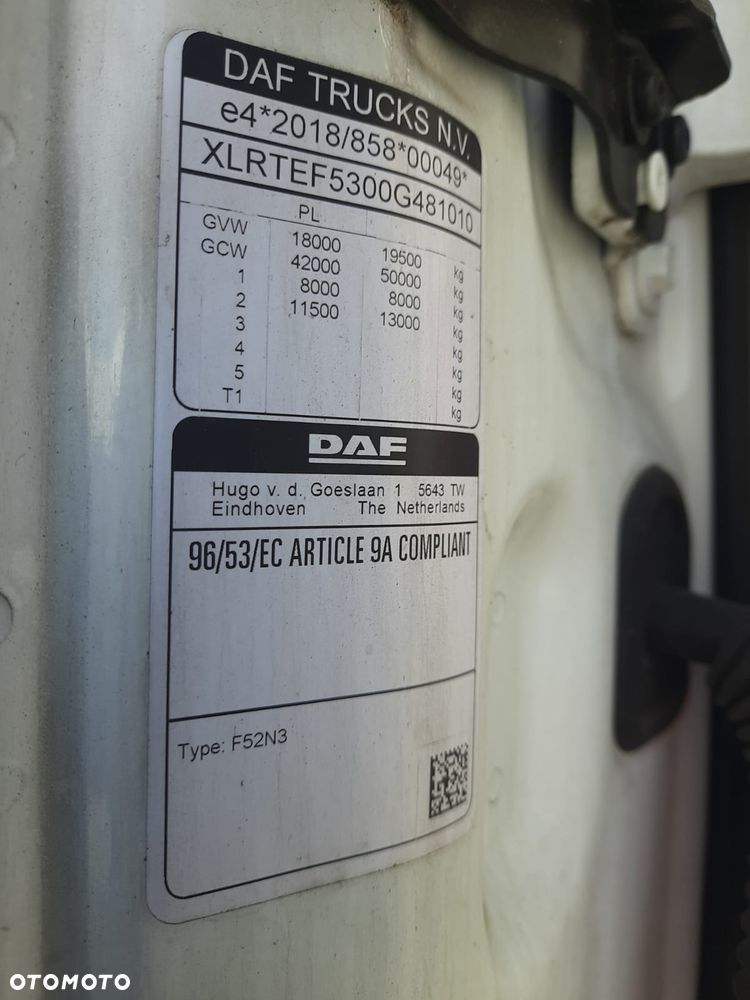 DAF TRUCKS N.V.
e4*2018/858*00049*
XLRTEF5300G481010
PL
GVW 18000 19500 kg
GCW 42000 50000 kg
1 8000 8000 kg
2 11500 13000 kg
3 kg
4 kg
5 kg
T1 kg
DAF
Hugo v. d. Goeslaan 1 5643 TW
Eindhoven The Netherlands
96/53/EC ARTICLE 9A COMPLIANT
Type: F52N3
OTOMOTO